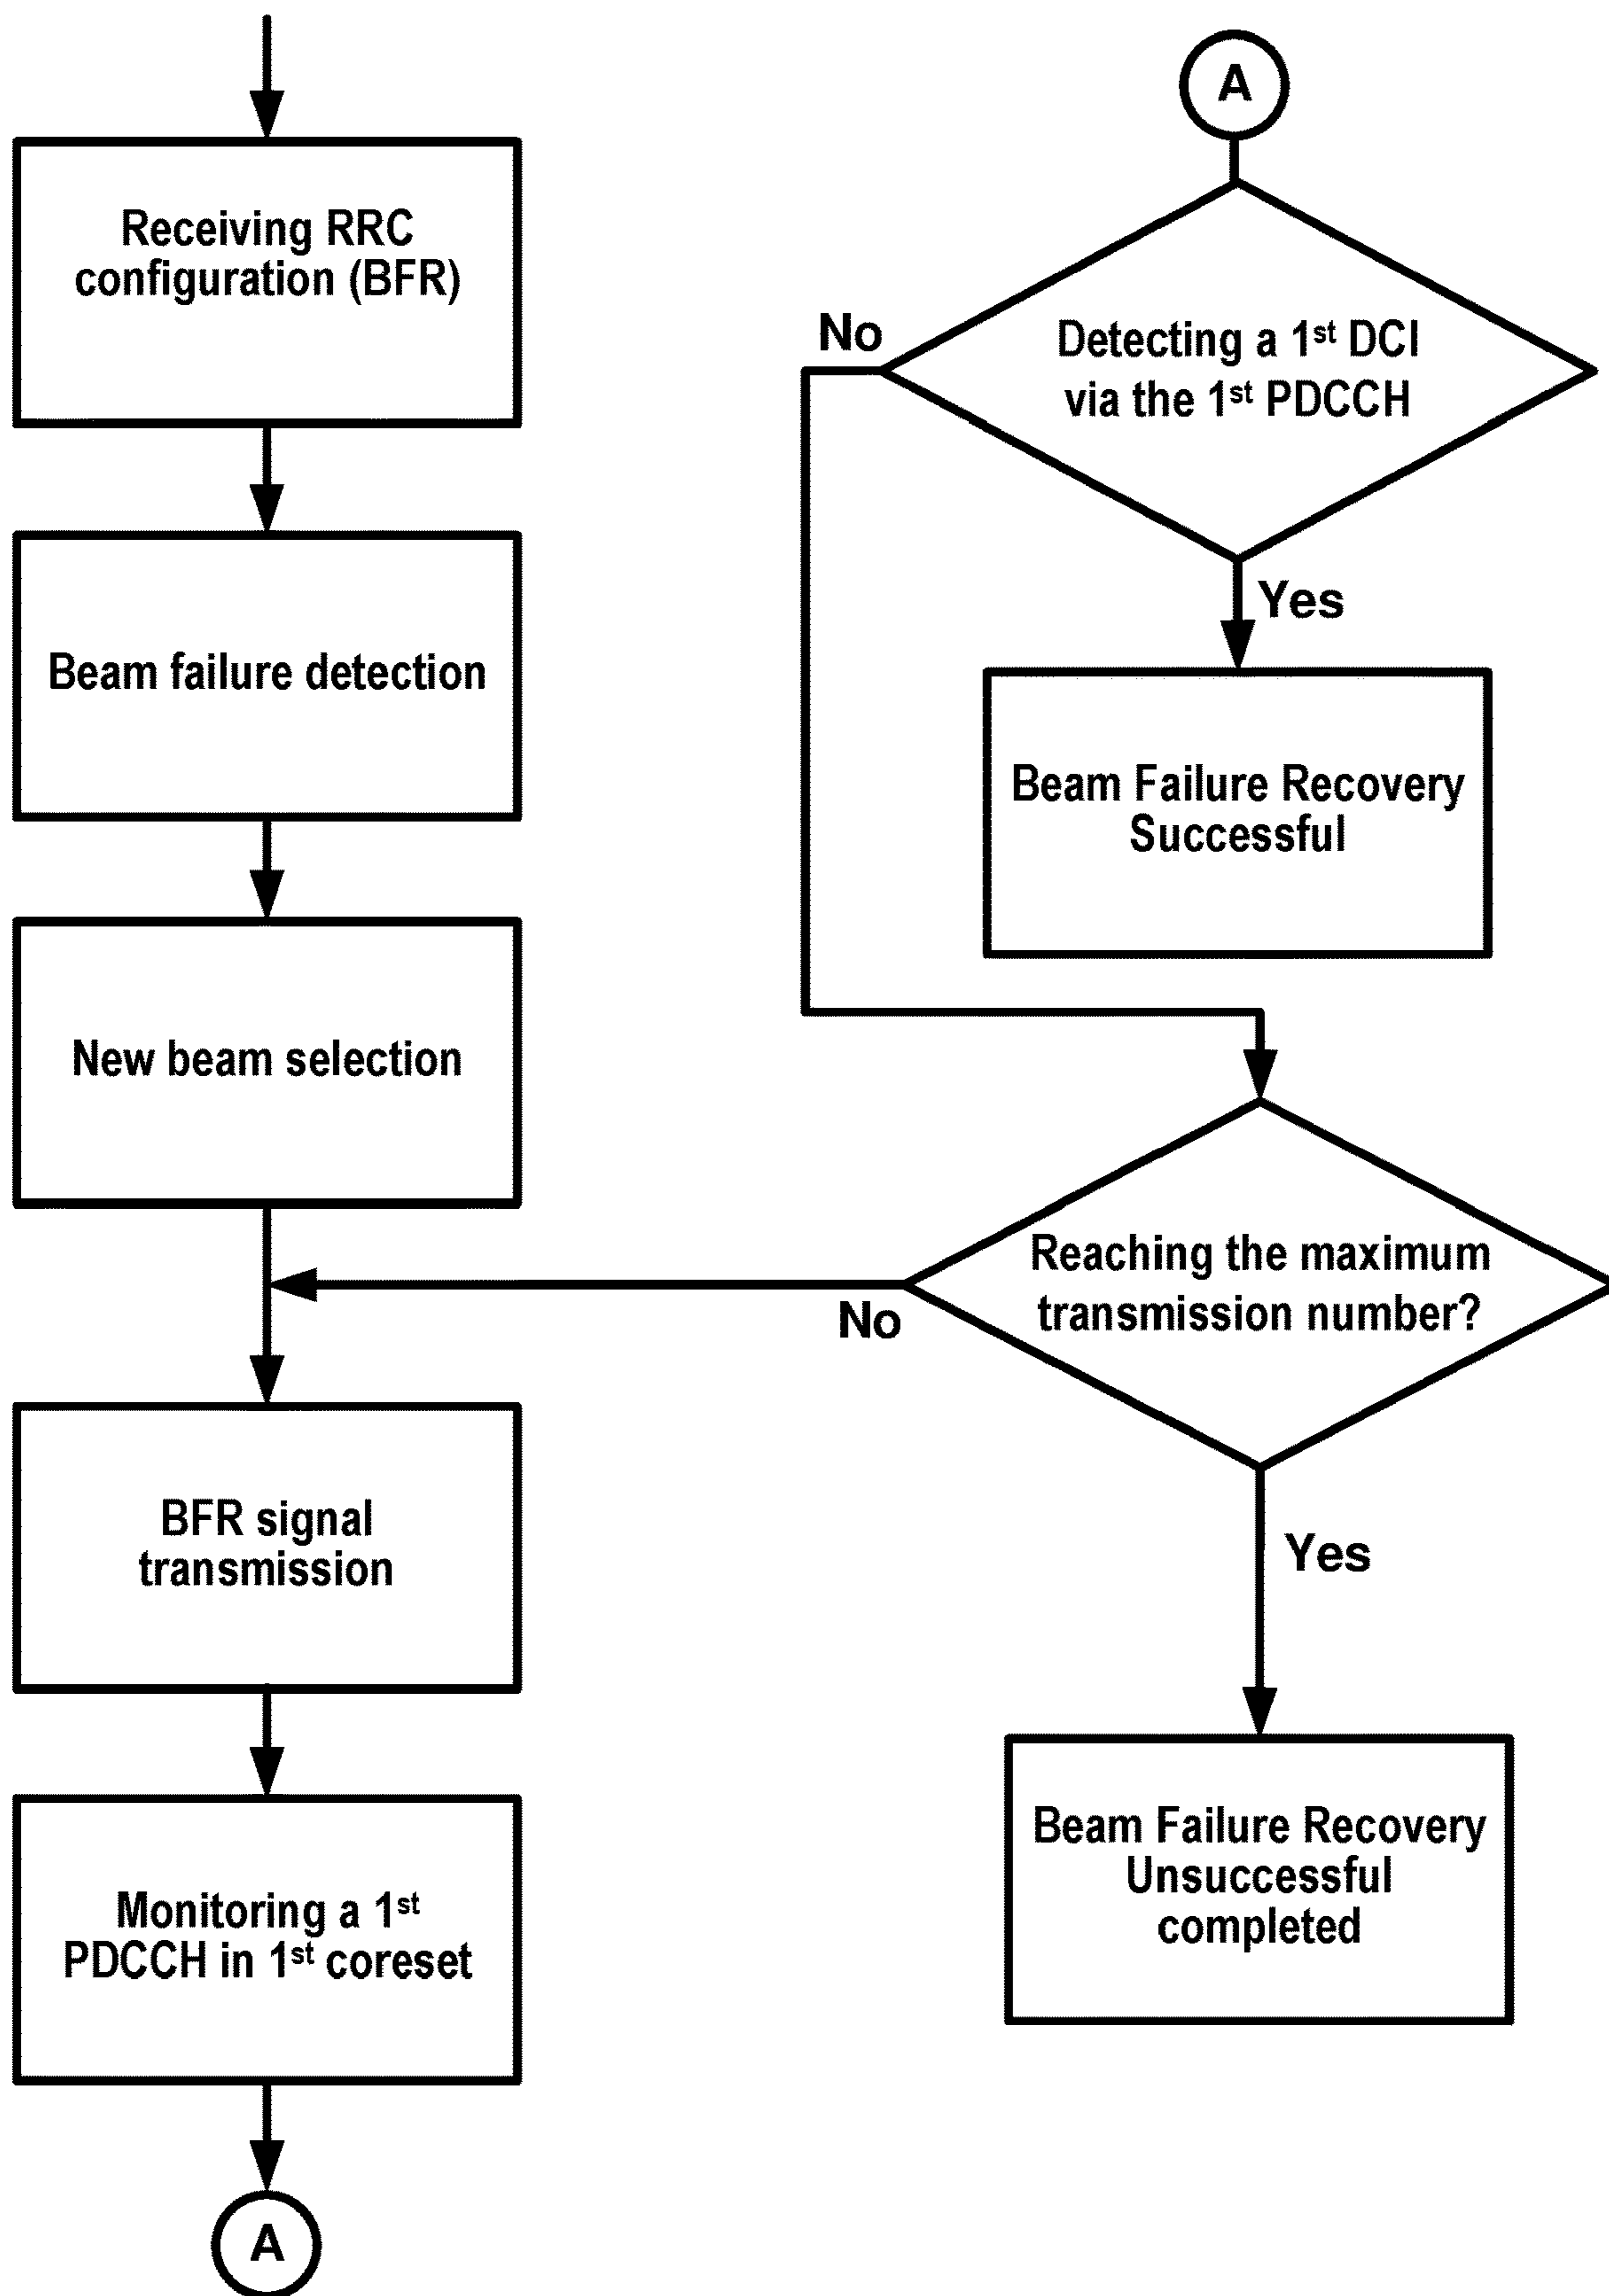 Receiving RRC
configuration (BFR)
Beam failure detection
New beam selection
BFR signal
transmission
Monitoring a 1st
PDCCH in 1st coreset
A
A
Detecting a 1st DCI
via the 1st PDCCH
No
Yes
Beam Failure Recovery
Successful
Reaching the maximum
transmission number?
No
Yes
Beam Failure Recovery
Unsuccessful
completed